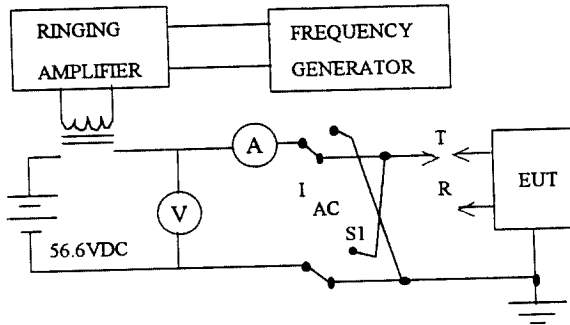 RINGING
AMPLIFIER
FREQUENCY
GENERATOR
A
T
I
AC
R
EUT
V
S1
56.6VDC